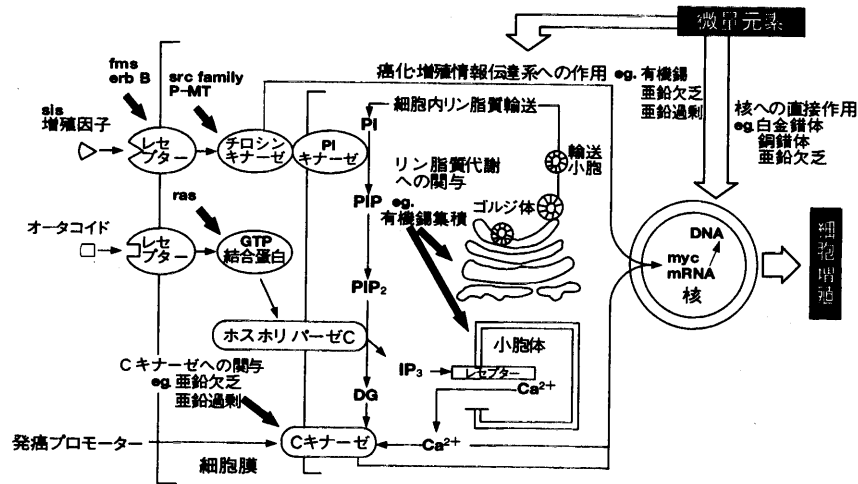 微量元素
癌化・増殖情報伝達系への作用 eg. 有機錫
亜鉛欠乏
亜鉛過剰
核への直接作用
eg. 白金錯体
銅錯体
亜鉛欠乏
fms
erb B
src family
P-MT
sis
増殖因子
レセ
プター
チロシン
キナーゼ
PI
キナーゼ
PI
細胞内リン脂質輸送
輸送
小胞
リン脂質代謝
への関与
eg.
有機錫集積
PIP
ゴルジ体
ras
オータコイド
レセ
プター
GTP
結合蛋白
PIP2
DNA
myc
mRNA
核
細胞増殖
ホスホリパーゼC
小胞体
IP3
レセプター
Ca2+
Cキナーゼへの関与
eg. 亜鉛欠乏
亜鉛過剰
DG
発癌プロモーター
Cキナーゼ
Ca2+
細胞膜